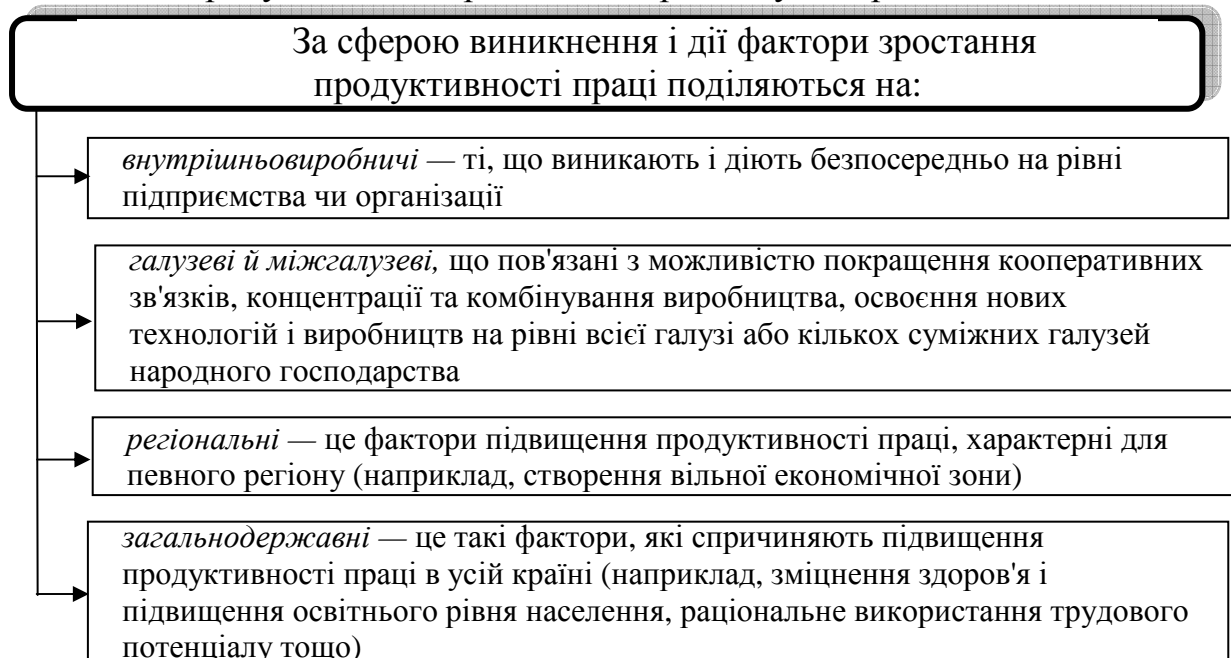 За сферою виникнення і дії фактори зростання
продуктивності праці поділяються на:
внутрішньовиробничі — ті, що виникають і діють безпосередньо на рівні
підприємства чи організації
галузеві й міжгалузеві, що пов'язані з можливістю покращення кооперативних
зв'язків, концентрації та комбінування виробництва, освоєння нових
технологій і виробництв на рівні всієї галузі або кількох суміжних галузей
народного господарства
регіональні — це фактори підвищення продуктивності праці, характерні для
певного регіону (наприклад, створення вільної економічної зони)
загальнодержавні — це такі фактори, які спричиняють підвищення
продуктивності праці в усій країні (наприклад, зміцнення здоров'я і
підвищення освітнього рівня населення, раціональне використання трудового
потенціалу тощо)